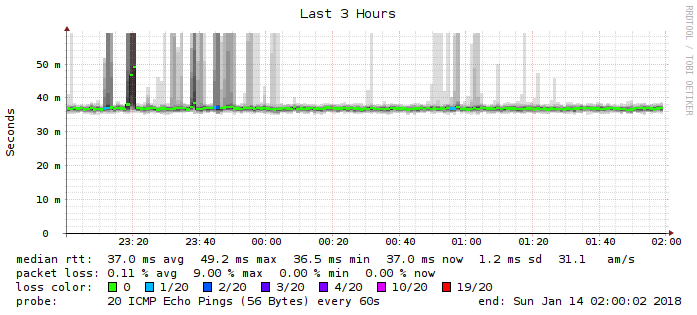 Last 3 Hours
RRDTOOL / TOBI OETIKER
Seconds
50 m
40 m
30 m
20 m
10 m
0
23:20 23:40 00:00 00:20 00:40 01:00 01:20 01:40 02:00
median rtt: 37.0 ms avg 49.2 ms max 36.5 ms min 37.0 ms now 1.2 ms sd 31.1 am/s
packet loss: 0.11 % avg 9.00 % max 0.00 % min 0.00 % now
loss color: 0 1/20 2/20 3/20 4/20 10/20 19/20
probe: 20 ICMP Echo Pings (56 Bytes) every 60s end: Sun Jan 14 02:00:02 2018